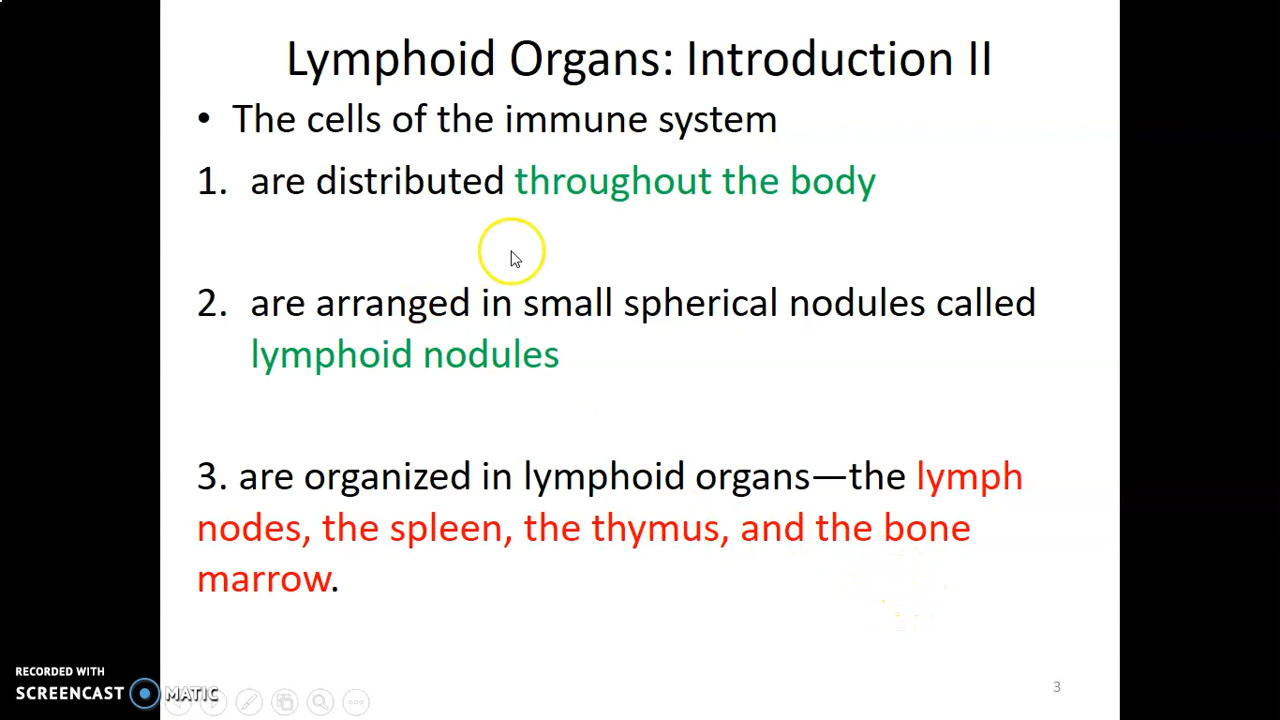 Lymphoid Organs: Introduction II
• The cells of the immune system
1. are distributed throughout the body
2. are arranged in small spherical nodules called
lymphoid nodules
3. are organized in lymphoid organs—the lymph
nodes, the spleen, the thymus, and the bone
marrow.
RECORDED WITH
SCREENCAST MATIC
3